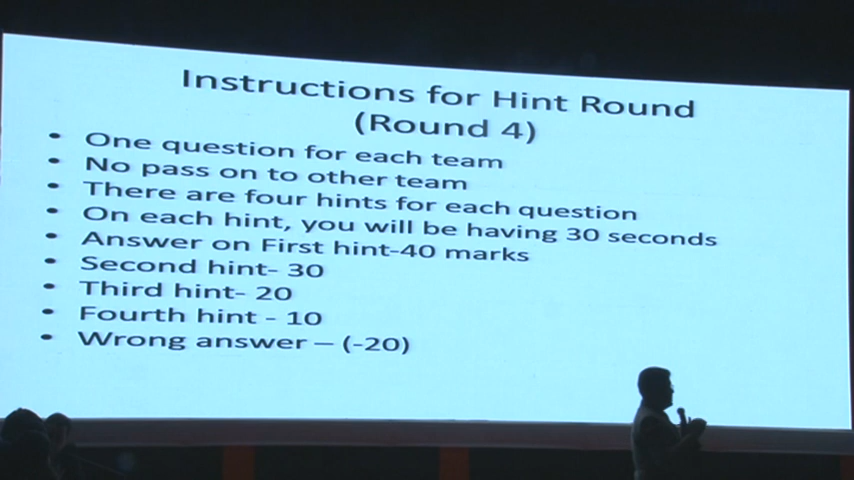 Instructions for Hint Round
(Round 4)
• One question for each team
• No pass on to other team
• There are four hints for each question
• On each hint, you will be having 30 seconds
• Answer on First hint-40 marks
• Second hint- 30
• Third hint- 20
• Fourth hint - 10
• Wrong answer – (-20)